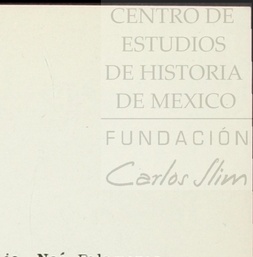 CENTRO DE
ESTUDIOS
DE HISTORIA
DE MEXICO
FUNDACIÓN
Carlos Slim